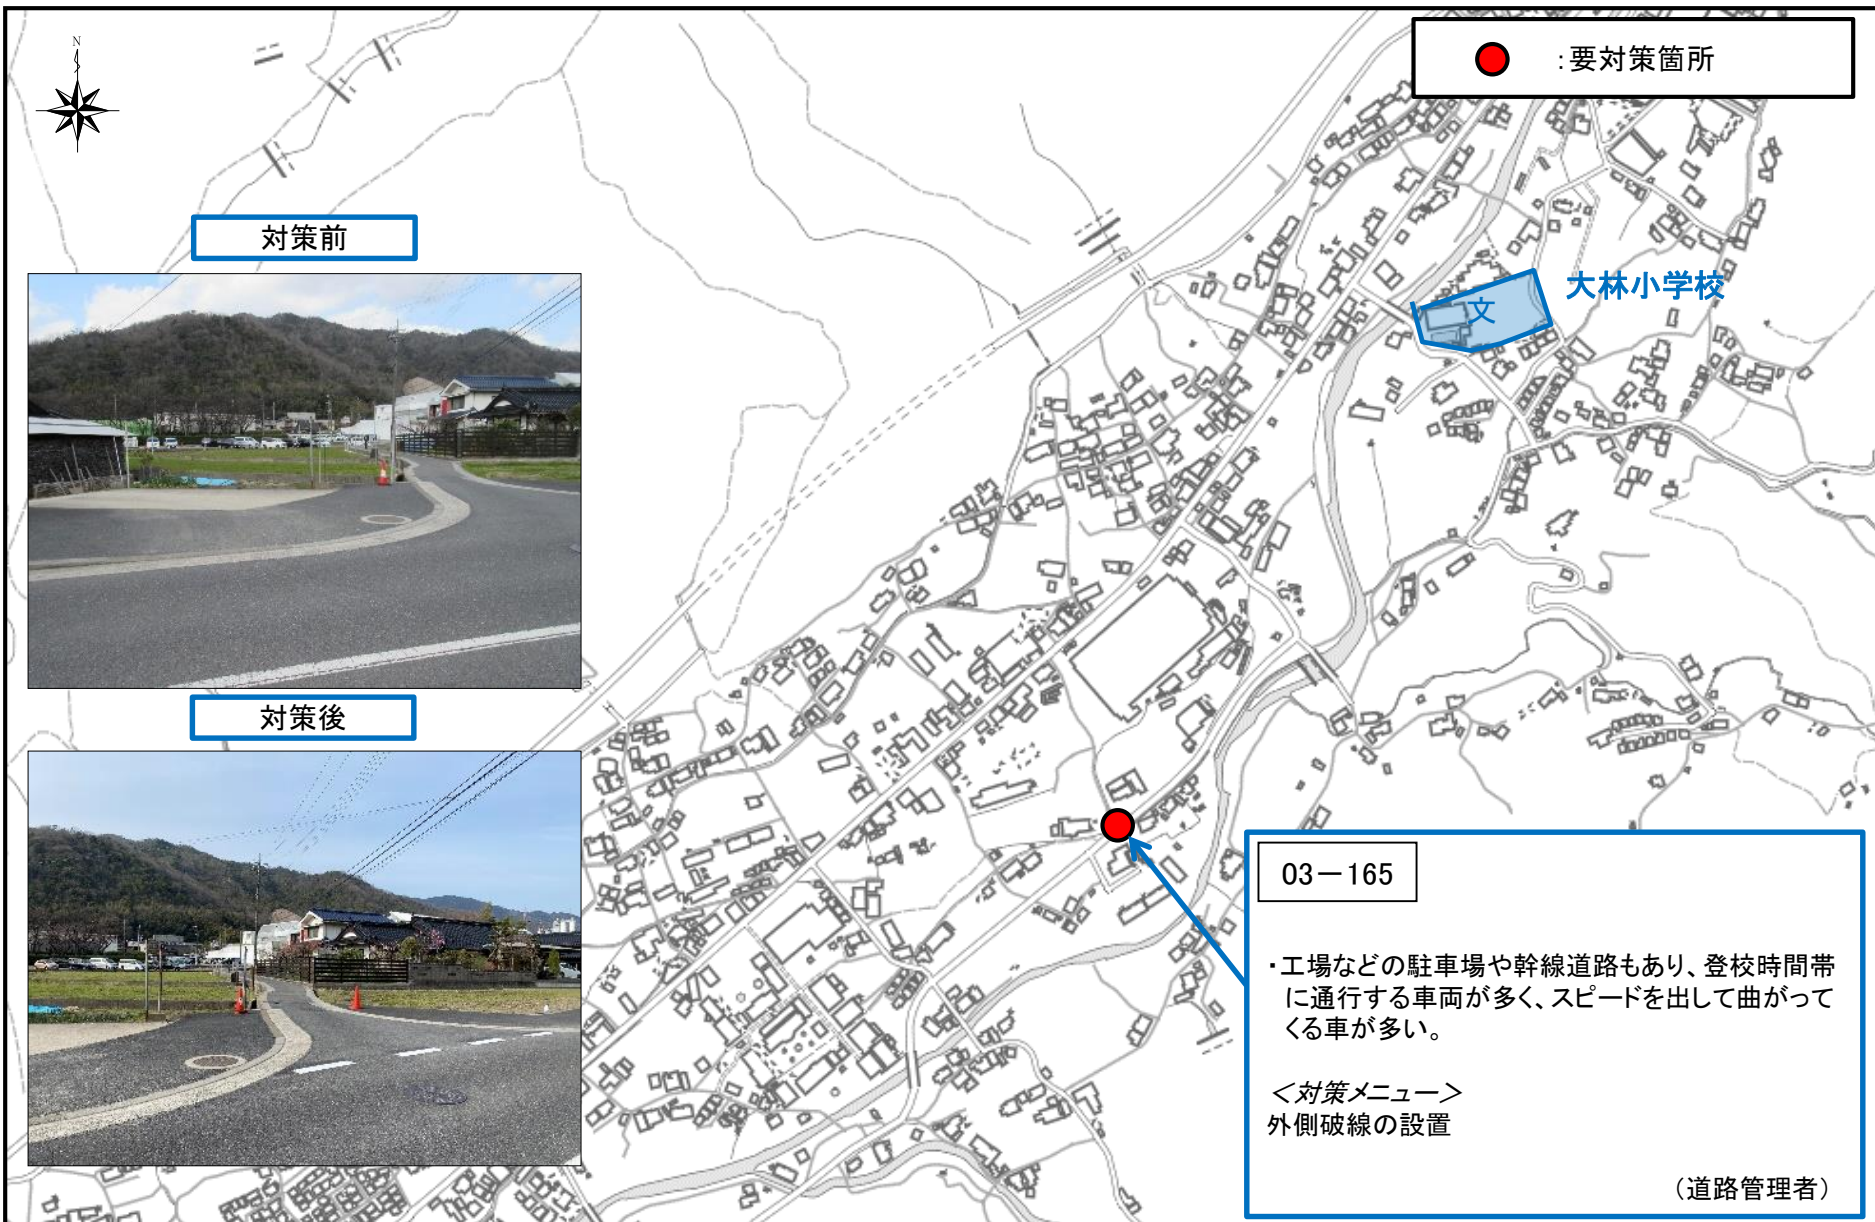 N
:要対策箇所
対策前
大林小学校
文
対策後
03－165
・工場などの駐車場や幹線道路もあり、登校時間帯
に通行する車両が多く、スピードを出して曲がって
くる車が多い。
＜対策メニュー＞
外側破線の設置
（道路管理者）